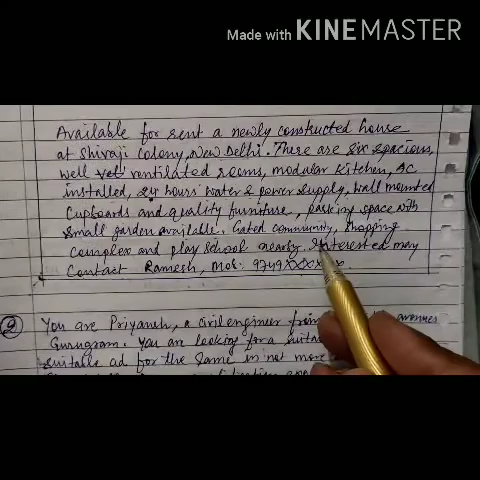 Made with KINEMASTER
Available for rent a newly constructed house
at Shivaji Colony, New Delhi. There are six spacious,
well ventilated rooms, modular kitchen, AC
installed, 24 hours water & power supply, wall mounted
Cupboards and quality furniture, parking space with
small garden available. Gated community, shopping
complex and play school nearby. Interested may
Contact Ramesh, Mob: 9749XXXXXX.
2 You are Priyansh, a civil engineer from avenues
Gurugram. You are looking for a
suitable ad for the same in not more